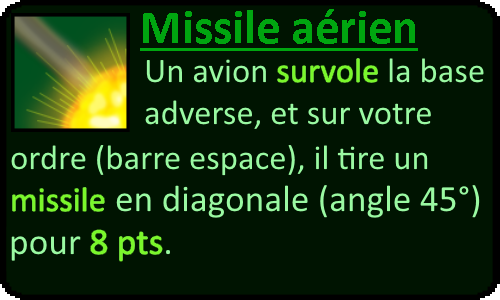 Missile aérien
Un avion survole la base
adverse, et sur votre
ordre (barre espace), il tire un
missile en diagonale (angle 45°)
pour 8 pts.